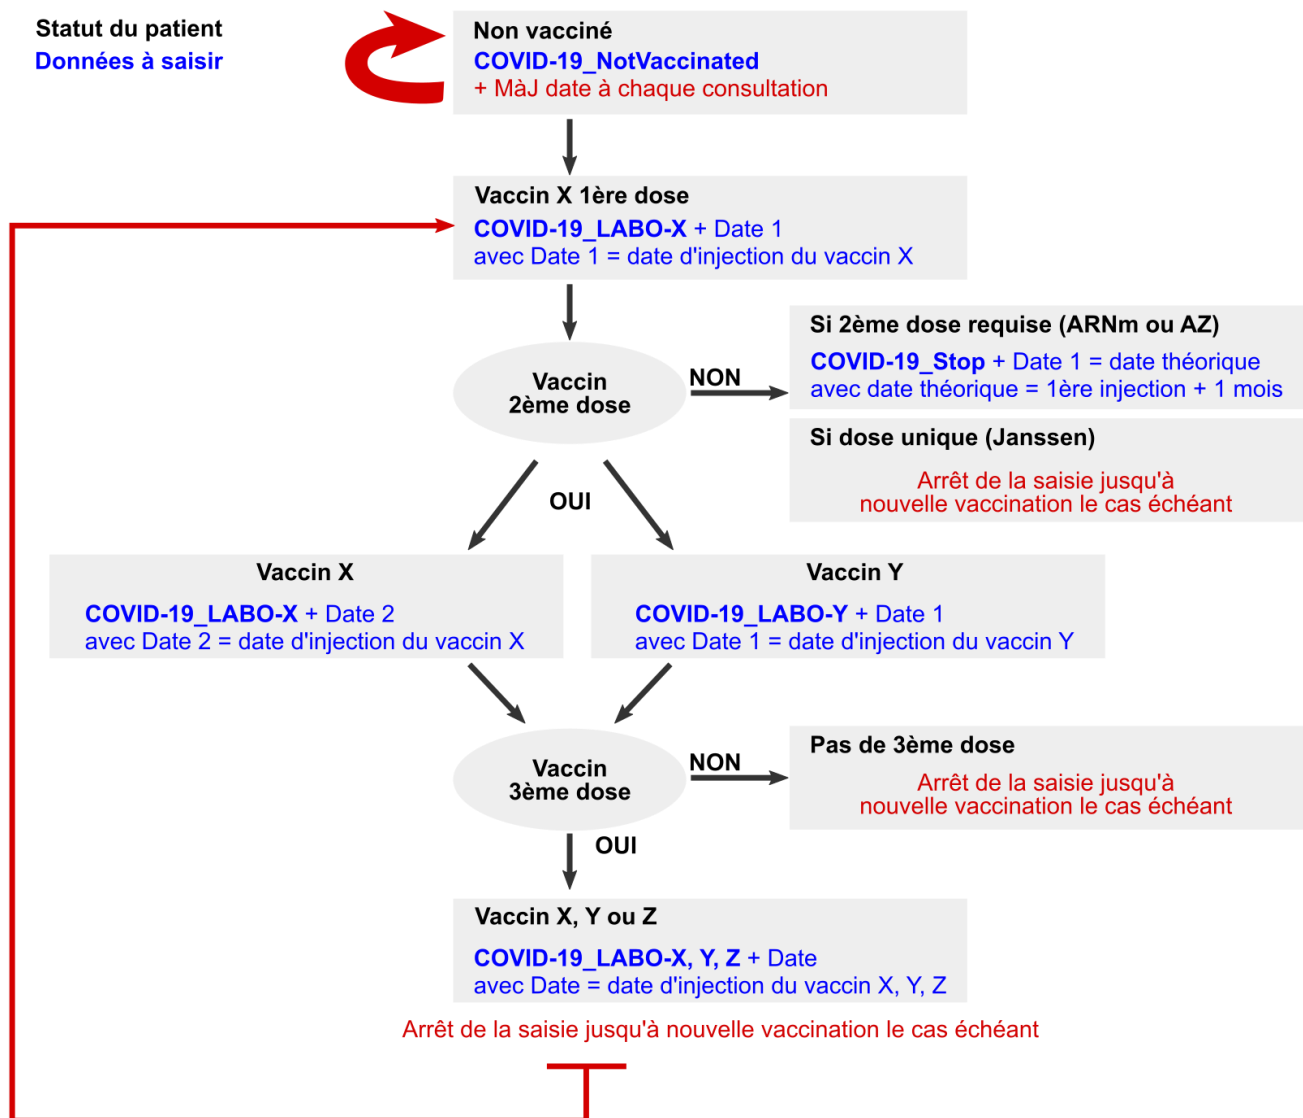 Statut du patient
Données à saisir
Non vacciné
COVID-19_NotVaccinated
+ MàJ date à chaque consultation
Vaccin X 1ère dose
COVID-19_LABO-X + Date 1
avec Date 1 = date d'injection du vaccin X
Vaccin
2ème dose
NON
Si 2ème dose requise (ARNm ou AZ)
COVID-19_Stop + Date 1 = date théorique
avec date théorique = 1ère injection + 1 mois
Si dose unique (Janssen)
Arrêt de la saisie jusqu'à
nouvelle vaccination le cas échéant
OUI
Vaccin X
COVID-19_LABO-X + Date 2
avec Date 2 = date d'injection du vaccin X
Vaccin Y
COVID-19_LABO-Y + Date 1
avec Date 1 = date d'injection du vaccin Y
Vaccin
3ème dose
NON
Pas de 3ème dose
Arrêt de la saisie jusqu'à
nouvelle vaccination le cas échéant
OUI
Vaccin X, Y ou Z
COVID-19_LABO-X, Y, Z + Date
avec Date = date d'injection du vaccin X, Y, Z
Arrêt de la saisie jusqu'à nouvelle vaccination le cas échéant